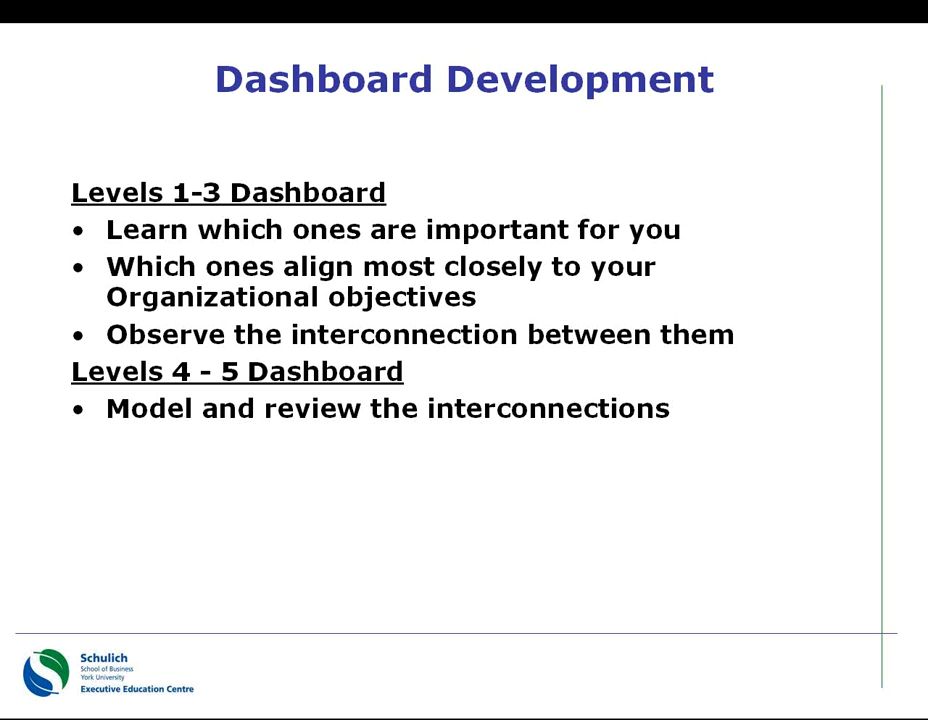 Dashboard Development
Levels 1-3 Dashboard
• Learn which ones are important for you
• Which ones align most closely to your
Organizational objectives
• Observe the interconnection between them
Levels 4 - 5 Dashboard
• Model and review the interconnections
Schulich
School of Business
York University
Executive Education Centre